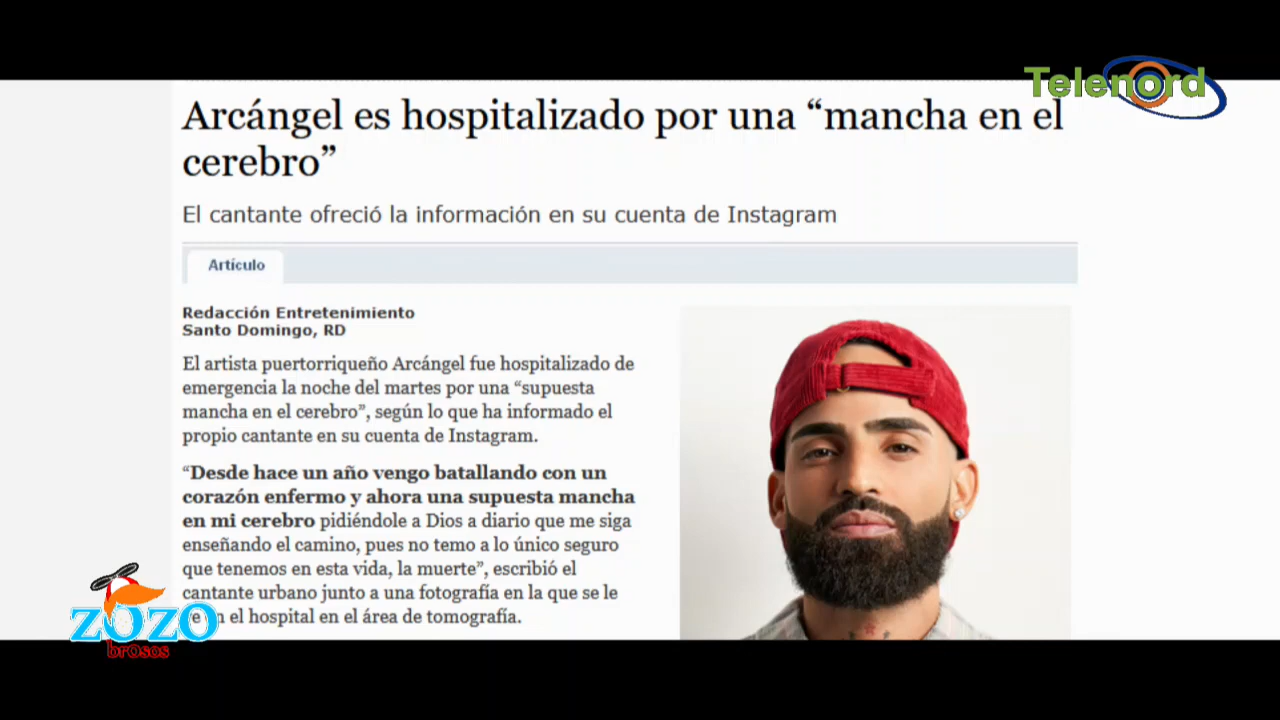 Telenord
Arcángel es hospitalizado por una “mancha en el
cerebro”
El cantante ofreció la información en su cuenta de Instagram
Artículo
Redacción Entretenimiento
Santo Domingo, RD
El artista puertorriqueño Arcángel fue hospitalizado de
emergencia la noche del martes por una “supuesta
mancha en el cerebro”, según lo que ha informado el
propio cantante en su cuenta de Instagram.
“Desde hace un año vengo batallando con un
corazón enfermo y ahora una supuesta mancha
en mi cerebro pidiéndole a Dios a diario que me siga
enseñando el camino, pues no temo a lo único seguro
que tenemos en esta vida, la muerte”, escribió el
cantante urbano junto a una fotografía en la que se le
el hospital en el área de tomografía.
zozo
brosos